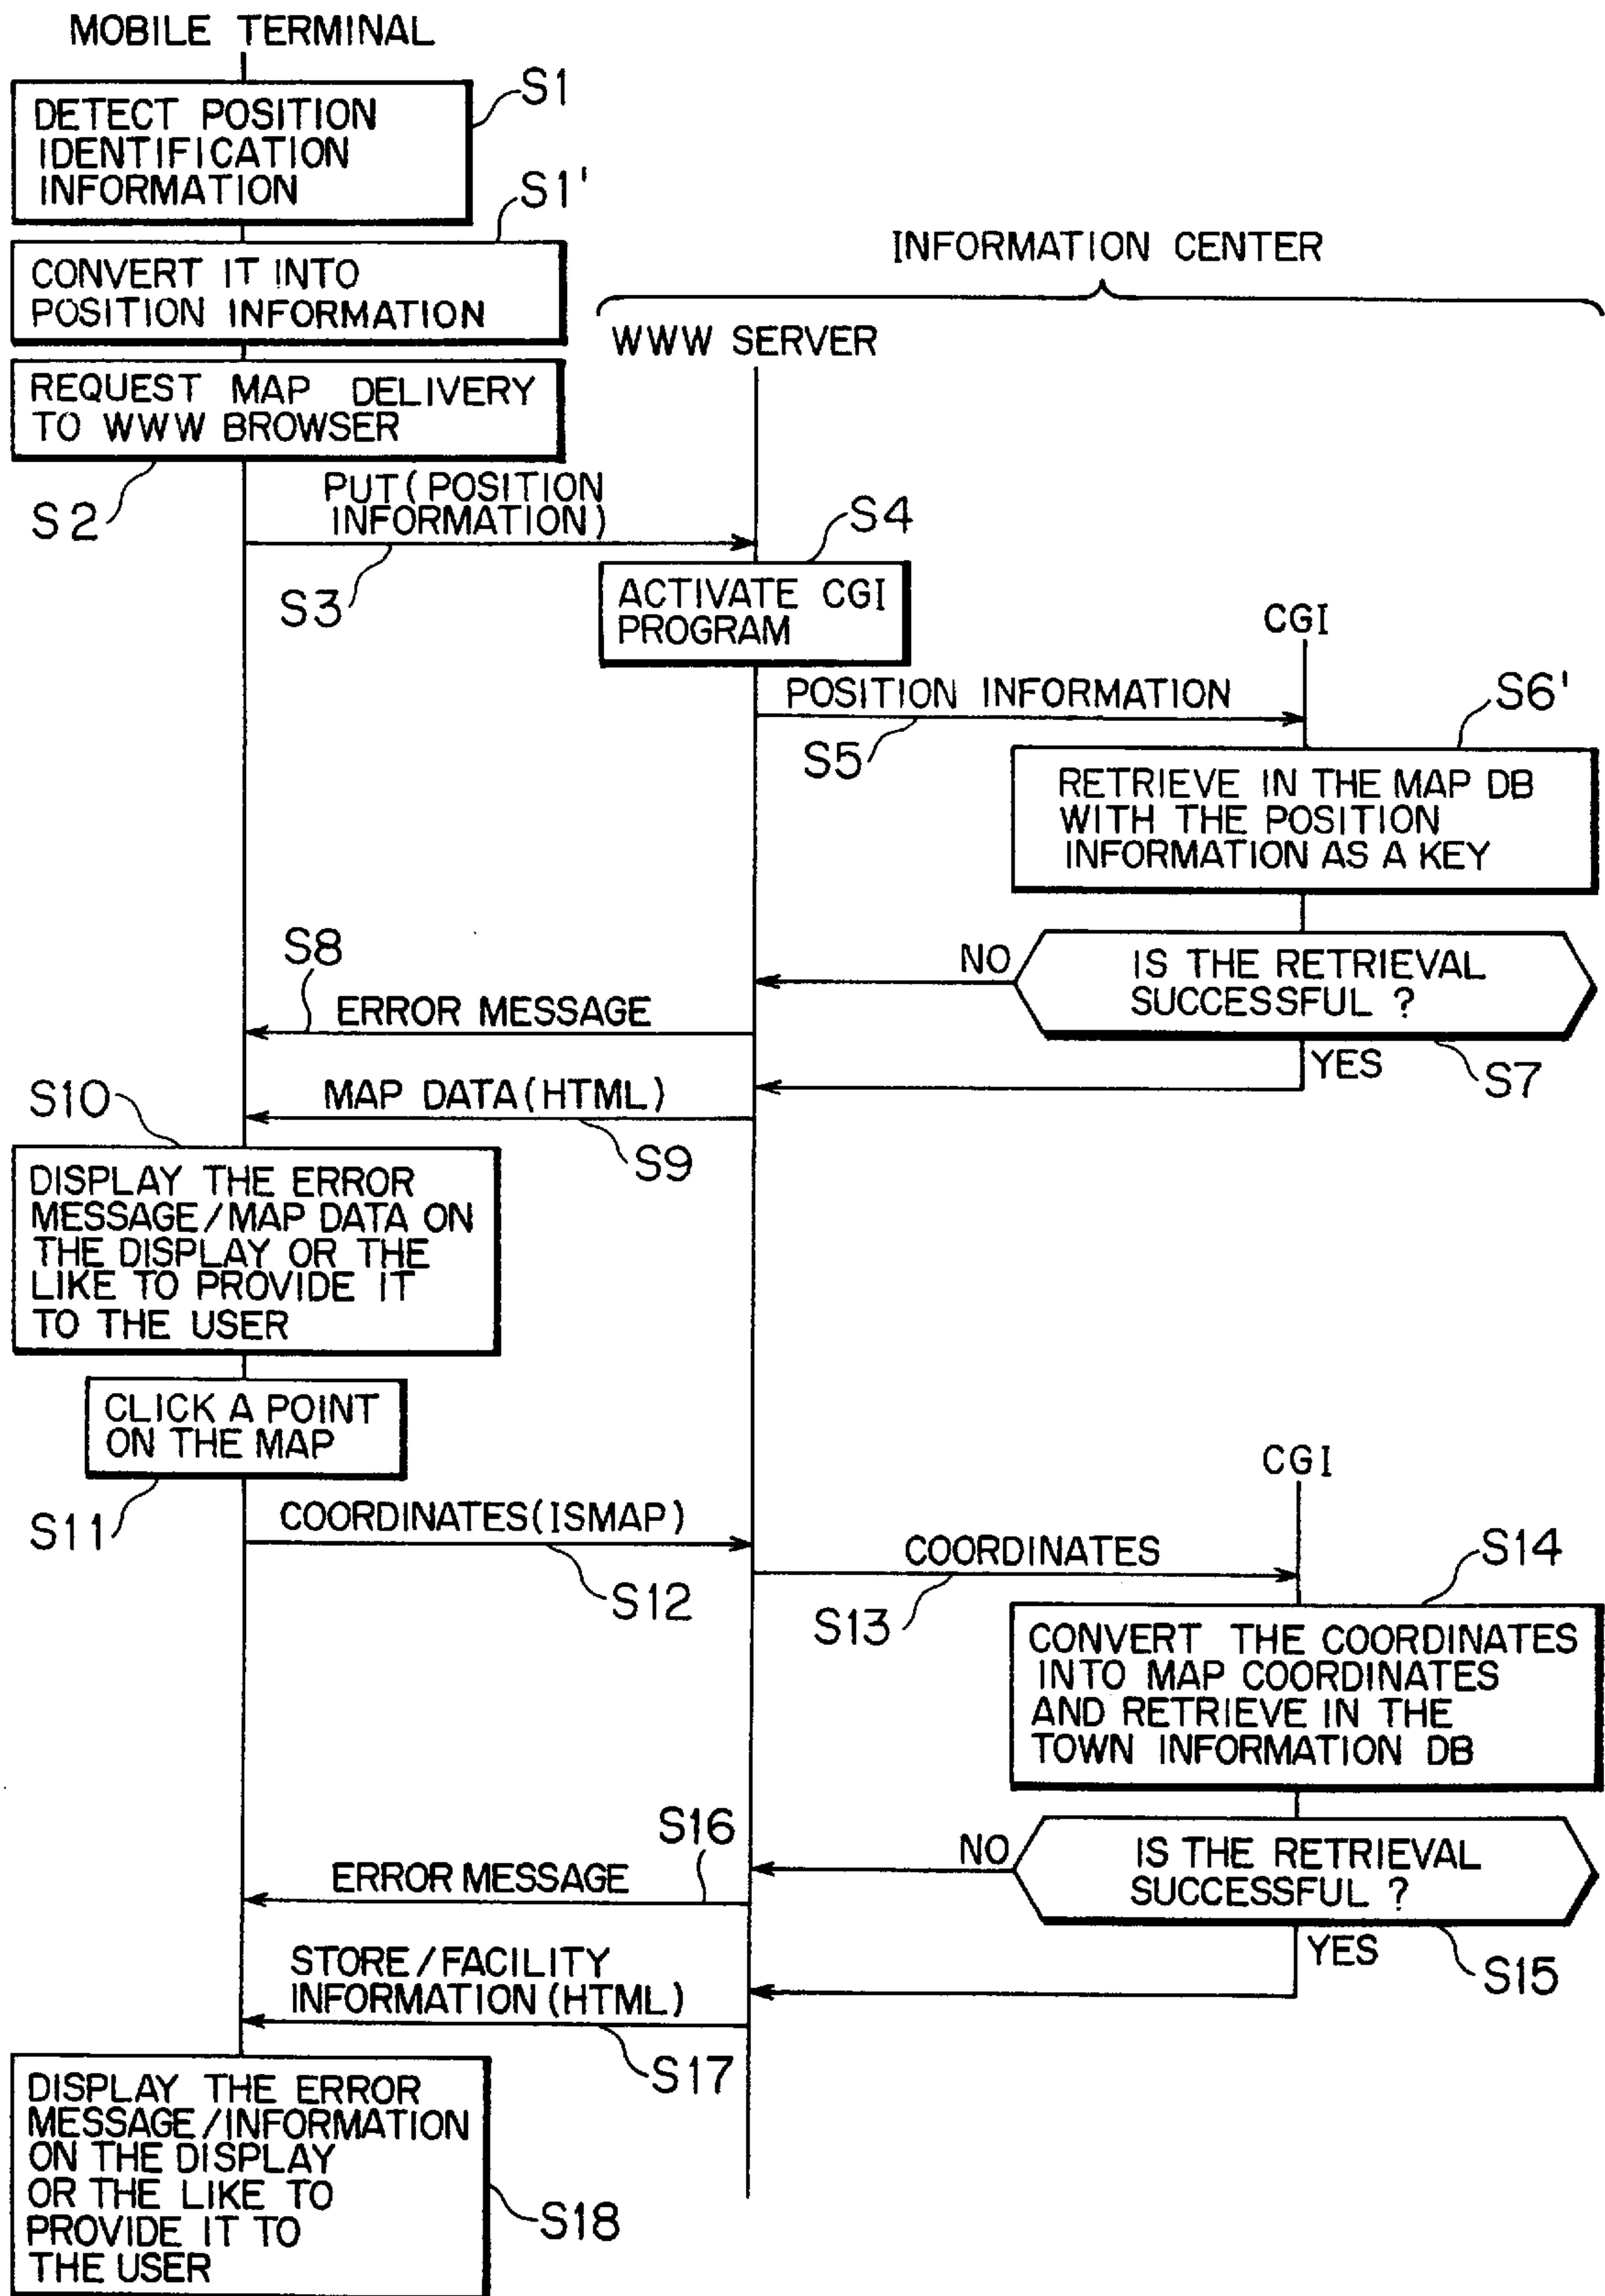 MOBILE TERMINAL
S1
DETECT POSITION
IDENTIFICATION
INFORMATION
S1'
CONVERT IT INTO
POSITION INFORMATION
INFORMATION CENTER
WWW SERVER
REQUEST MAP DELIVERY
TO WWW BROWSER
S2
PUT(POSITION
INFORMATION)
S3
S4
ACTIVATE CGI
PROGRAM
CGI
POSITION INFORMATION
S5
S6'
RETRIEVE IN THE MAP DB
WITH THE POSITION
INFORMATION AS A KEY
S8
NO
IS THE RETRIEVAL
SUCCESSFUL ?
ERROR MESSAGE
YES
S7
S10
MAP DATA(HTML)
S9
DISPLAY THE ERROR
MESSAGE/MAP DATA ON
THE DISPLAY OR THE
LIKE TO PROVIDE IT
TO THE USER
CLICK A POINT
ON THE MAP
S11
CGI
COORDINATES(ISMAP)
S12
COORDINATES
S13
S14
CONVERT THE COORDINATES
INTO MAP COORDINATES
AND RETRIEVE IN THE
TOWN INFORMATION DB
S16
NO
IS THE RETRIEVAL
SUCCESSFUL ?
ERROR MESSAGE
YES
S15
STORE/FACILITY
INFORMATION(HTML)
S17
DISPLAY THE ERROR
MESSAGE/INFORMATION
ON THE DISPLAY
OR THE LIKE TO
PROVIDE IT TO
THE USER
S18